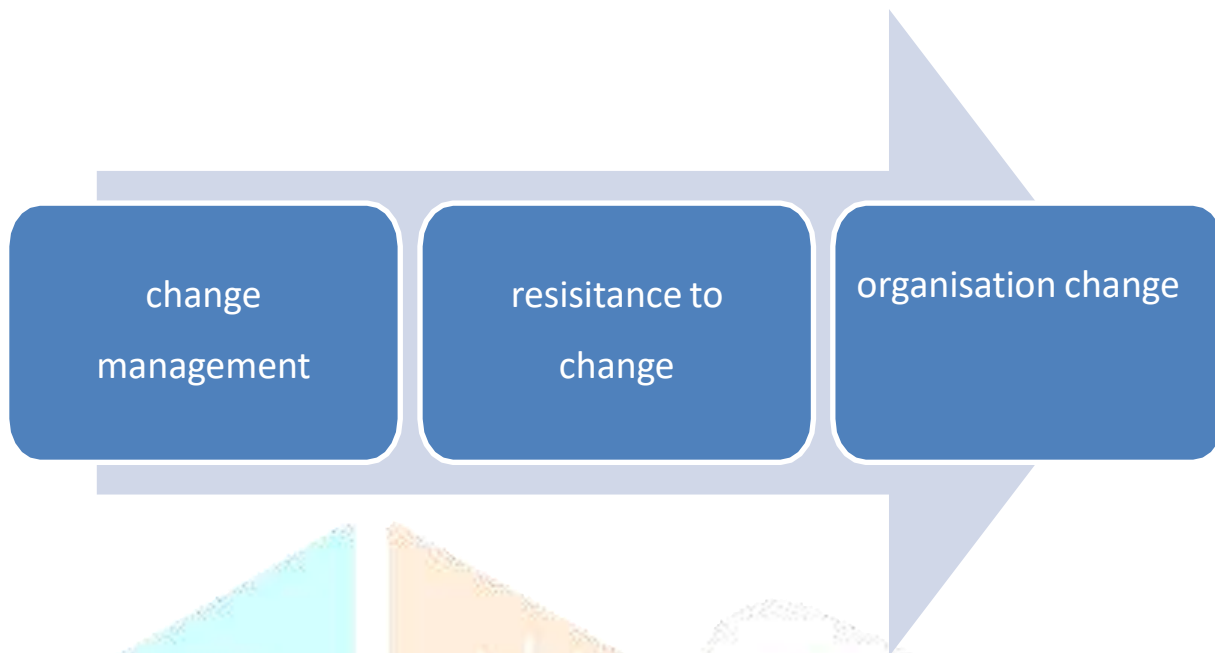 change
management
resisitance to
change
organisation change